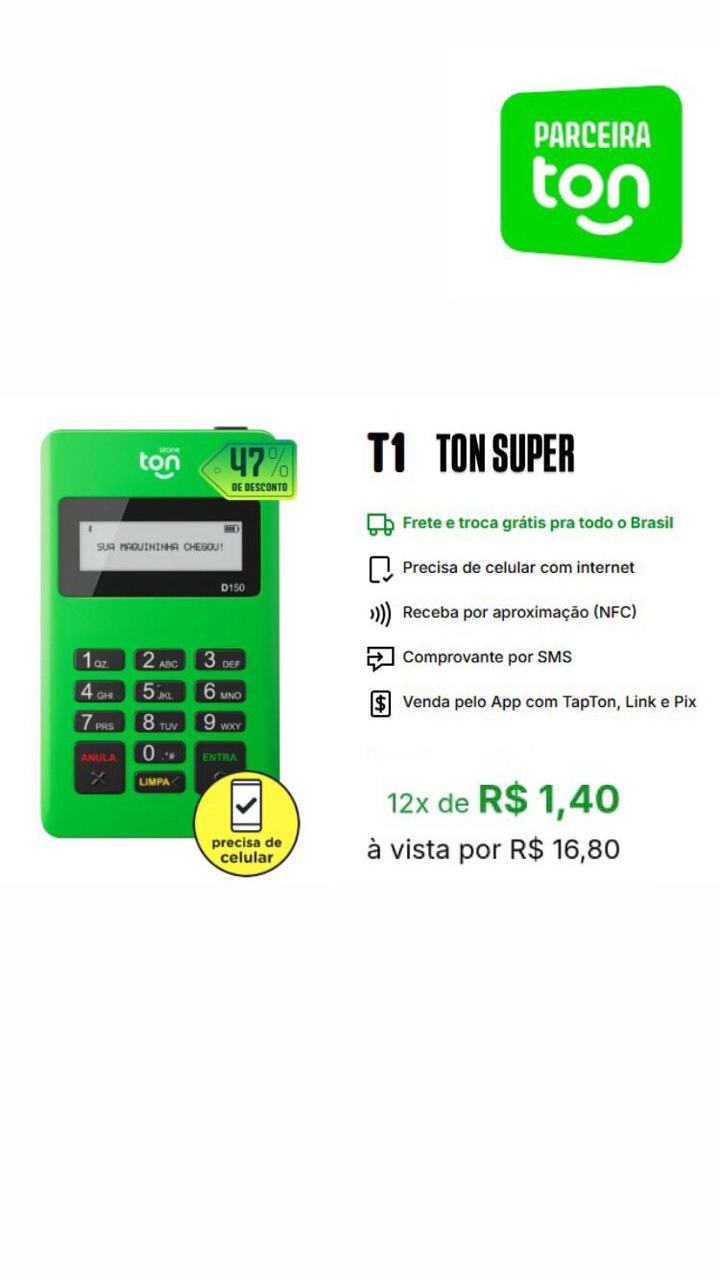 PARCEIRA
ton
stone
ton
47%
DE DESCONTO
SUA MAQUININHA CHEGOU!
D150
1 QZ.
2 ABC
3 DEF
4 GHI
5 JKL
6 MNO
7 PRS
8 TUV
9 WXY
ANULA
0 .*#
ENTRA
LIMPA
precisa de
celular
T1 TON SUPER
Frete e troca grátis pra todo o Brasil
Precisa de celular com internet
Receba por aproximação (NFC)
Comprovante por SMS
Venda pelo App com TapTon, Link e Pix
12x de R$ 1,40
à vista por R$ 16,80